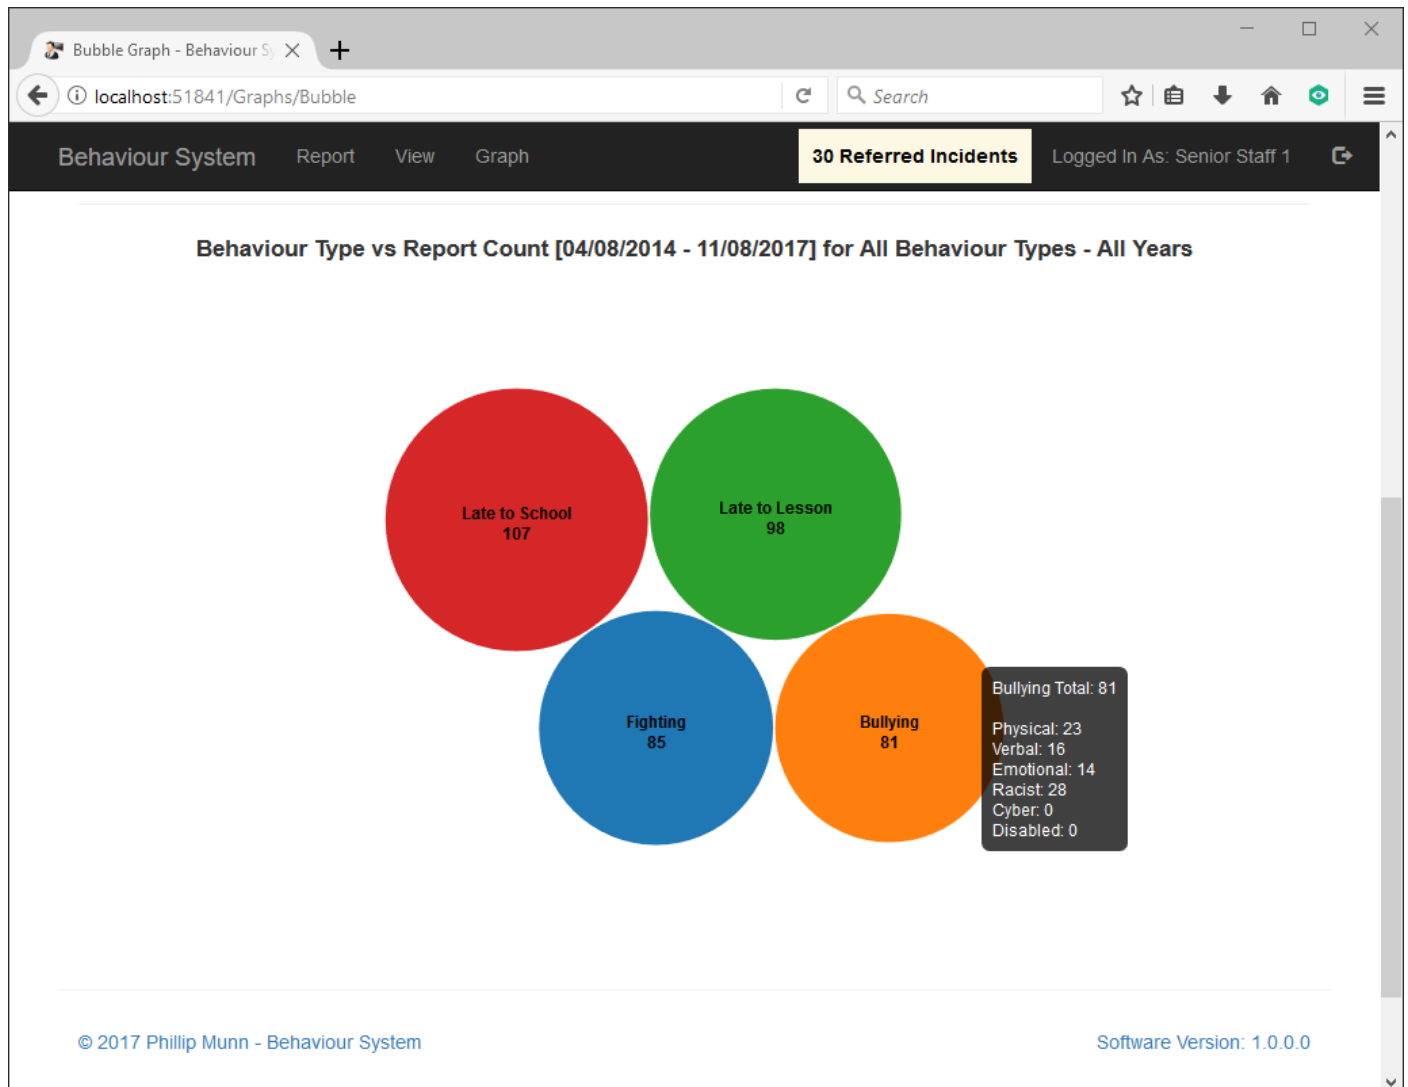 Bubble Graph - Behaviour Sy
localhost:51841/Graphs/Bubble
Search
Behaviour System Report View Graph 30 Referred Incidents Logged In As: Senior Staff 1
Behaviour Type vs Report Count [04/08/2014 - 11/08/2017] for All Behaviour Types - All Years
Late to School
107
Late to Lesson
98
Fighting
85
Bullying
81
Bullying Total: 81
Physical: 23
Verbal: 16
Emotional: 14
Racist: 28
Cyber: 0
Disabled: 0
© 2017 Phillip Munn - Behaviour System
Software Version: 1.0.0.0